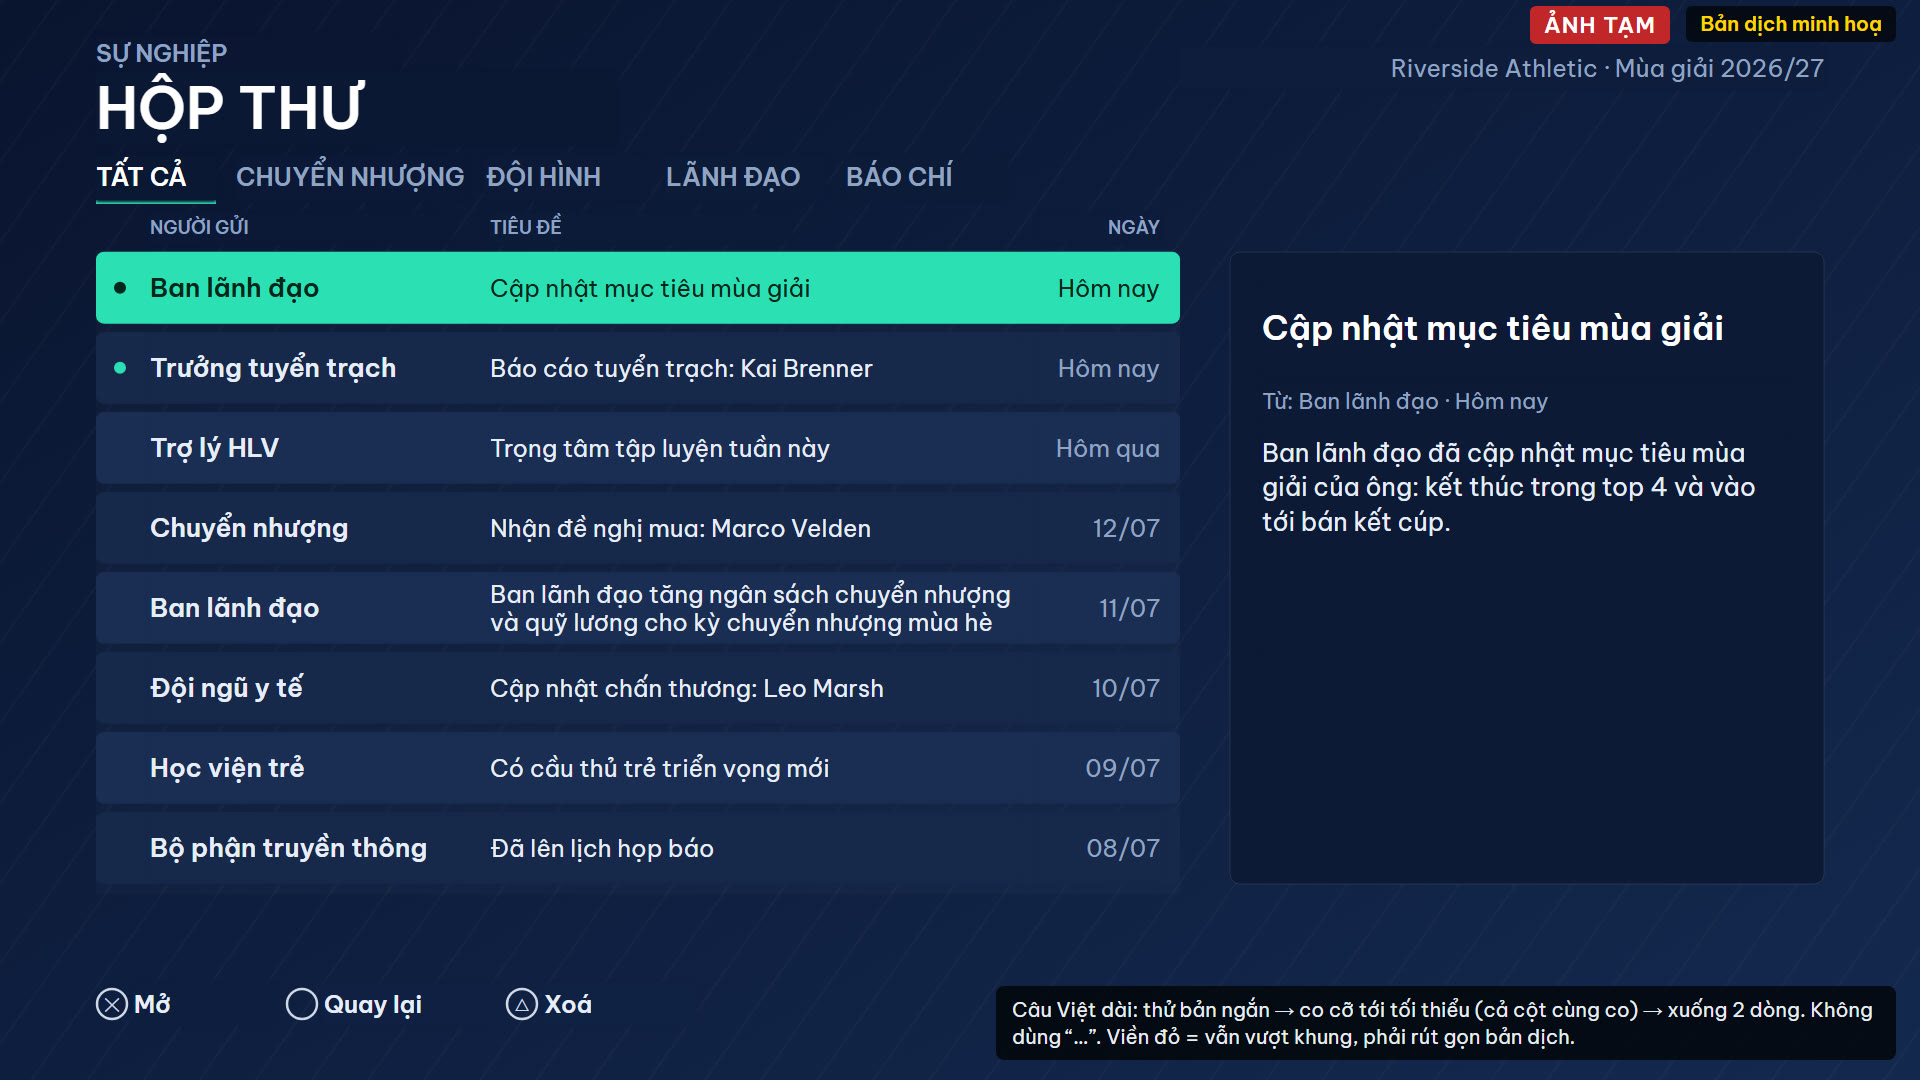 ẢNH TẠM
Bản dịch minh hoạ
SỰ NGHIỆP
Riverside Athletic · Mùa giải 2026/27
HỘP THƯ
TẤT CẢ CHUYỂN NHƯỢNG ĐỘI HÌNH LÃNH ĐẠO BÁO CHÍ
NGƯỜI GỬI TIÊU ĐỀ NGÀY
Ban lãnh đạo Cập nhật mục tiêu mùa giải Hôm nay
Trưởng tuyển trạch Báo cáo tuyển trạch: Kai Brenner Hôm nay
Trợ lý HLV Trọng tâm tập luyện tuần này Hôm qua
Chuyển nhượng Nhận đề nghị mua: Marco Velden 12/07
Ban lãnh đạo Ban lãnh đạo tăng ngân sách chuyển nhượng
và quỹ lương cho kỳ chuyển nhượng mùa hè 11/07
Đội ngũ y tế Cập nhật chấn thương: Leo Marsh 10/07
Học viện trẻ Có cầu thủ trẻ triển vọng mới 09/07
Bộ phận truyền thông Đã lên lịch họp báo 08/07
Cập nhật mục tiêu mùa giải
Từ: Ban lãnh đạo · Hôm nay
Ban lãnh đạo đã cập nhật mục tiêu mùa
giải của ông: kết thúc trong top 4 và vào
tới bán kết cúp.
Mở Quay lại Xoá
Câu Việt dài: thử bản ngắn → co cỡ tới tối thiểu (cả cột cùng co) → xuống 2 dòng. Không
dùng “…”. Viền đỏ = vẫn vượt khung, phải rút gọn bản dịch.